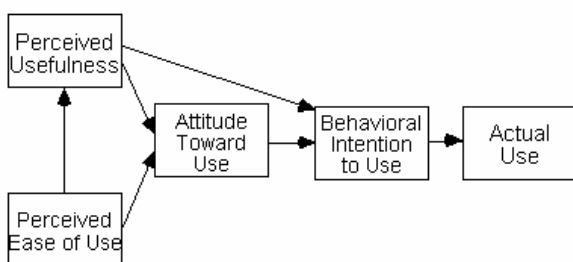 Perceived
Usefulness
Attitude
Toward
Use
Behavioral
Intention
to Use
Actual
Use
Perceived
Ease of Use